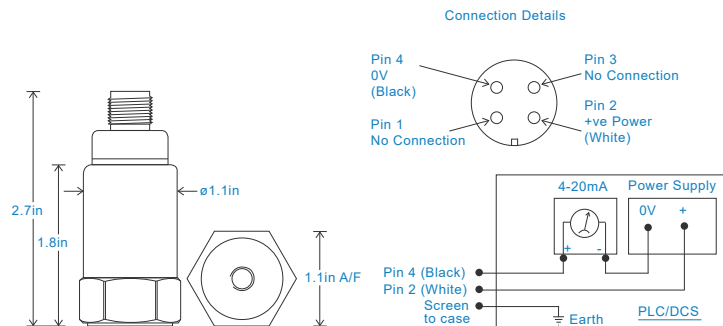 Connection Details
Pin 4
0V
(Black)
Pin 3
No Connection
Pin 1
No Connection
Pin 2
+ve Power
(White)
2.7in
1.8in
ø1.1in
1.1in A/F
4-20mA
Power Supply
0V +
+ -
Pin 4 (Black)
Pin 2 (White)
Screen
to case
Earth
PLC/DCS